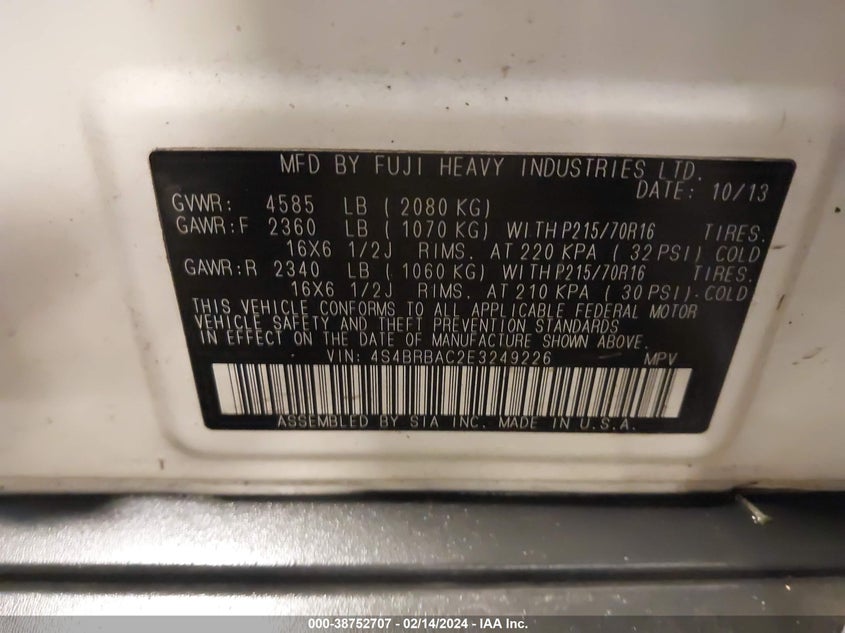 MFD BY FUJI HEAVY INDUSTRIES LTD.
DATE: 10/13
GVWR: 4585 LB ( 2080 KG)
GAWR:F 2360 LB ( 1070 KG) WITH P215/70R16 TIRES.
16X6 1/2J RIMS. AT 220 KPA ( 32 PSI) COLD
GAWR:R 2340 LB ( 1060 KG) WITH P215/70R16 TIRES.
16X6 1/2J RIMS. AT 210 KPA ( 30 PSI). COLD
THIS VEHICLE CONFORMS TO ALL APPLICABLE FEDERAL MOTOR
VEHICLE SAFETY AND THEFT PREVENTION STANDARDS
IN EFFECT ON THE DATE OF MANUFACTURE SHOWN ABOVE.
VIN: 4S4BRBAC2E3249226 MPV
ASSEMBLED BY SIA INC. MADE IN U.S.A.
000-38752707 - 02/14/2024 - IAA Inc.